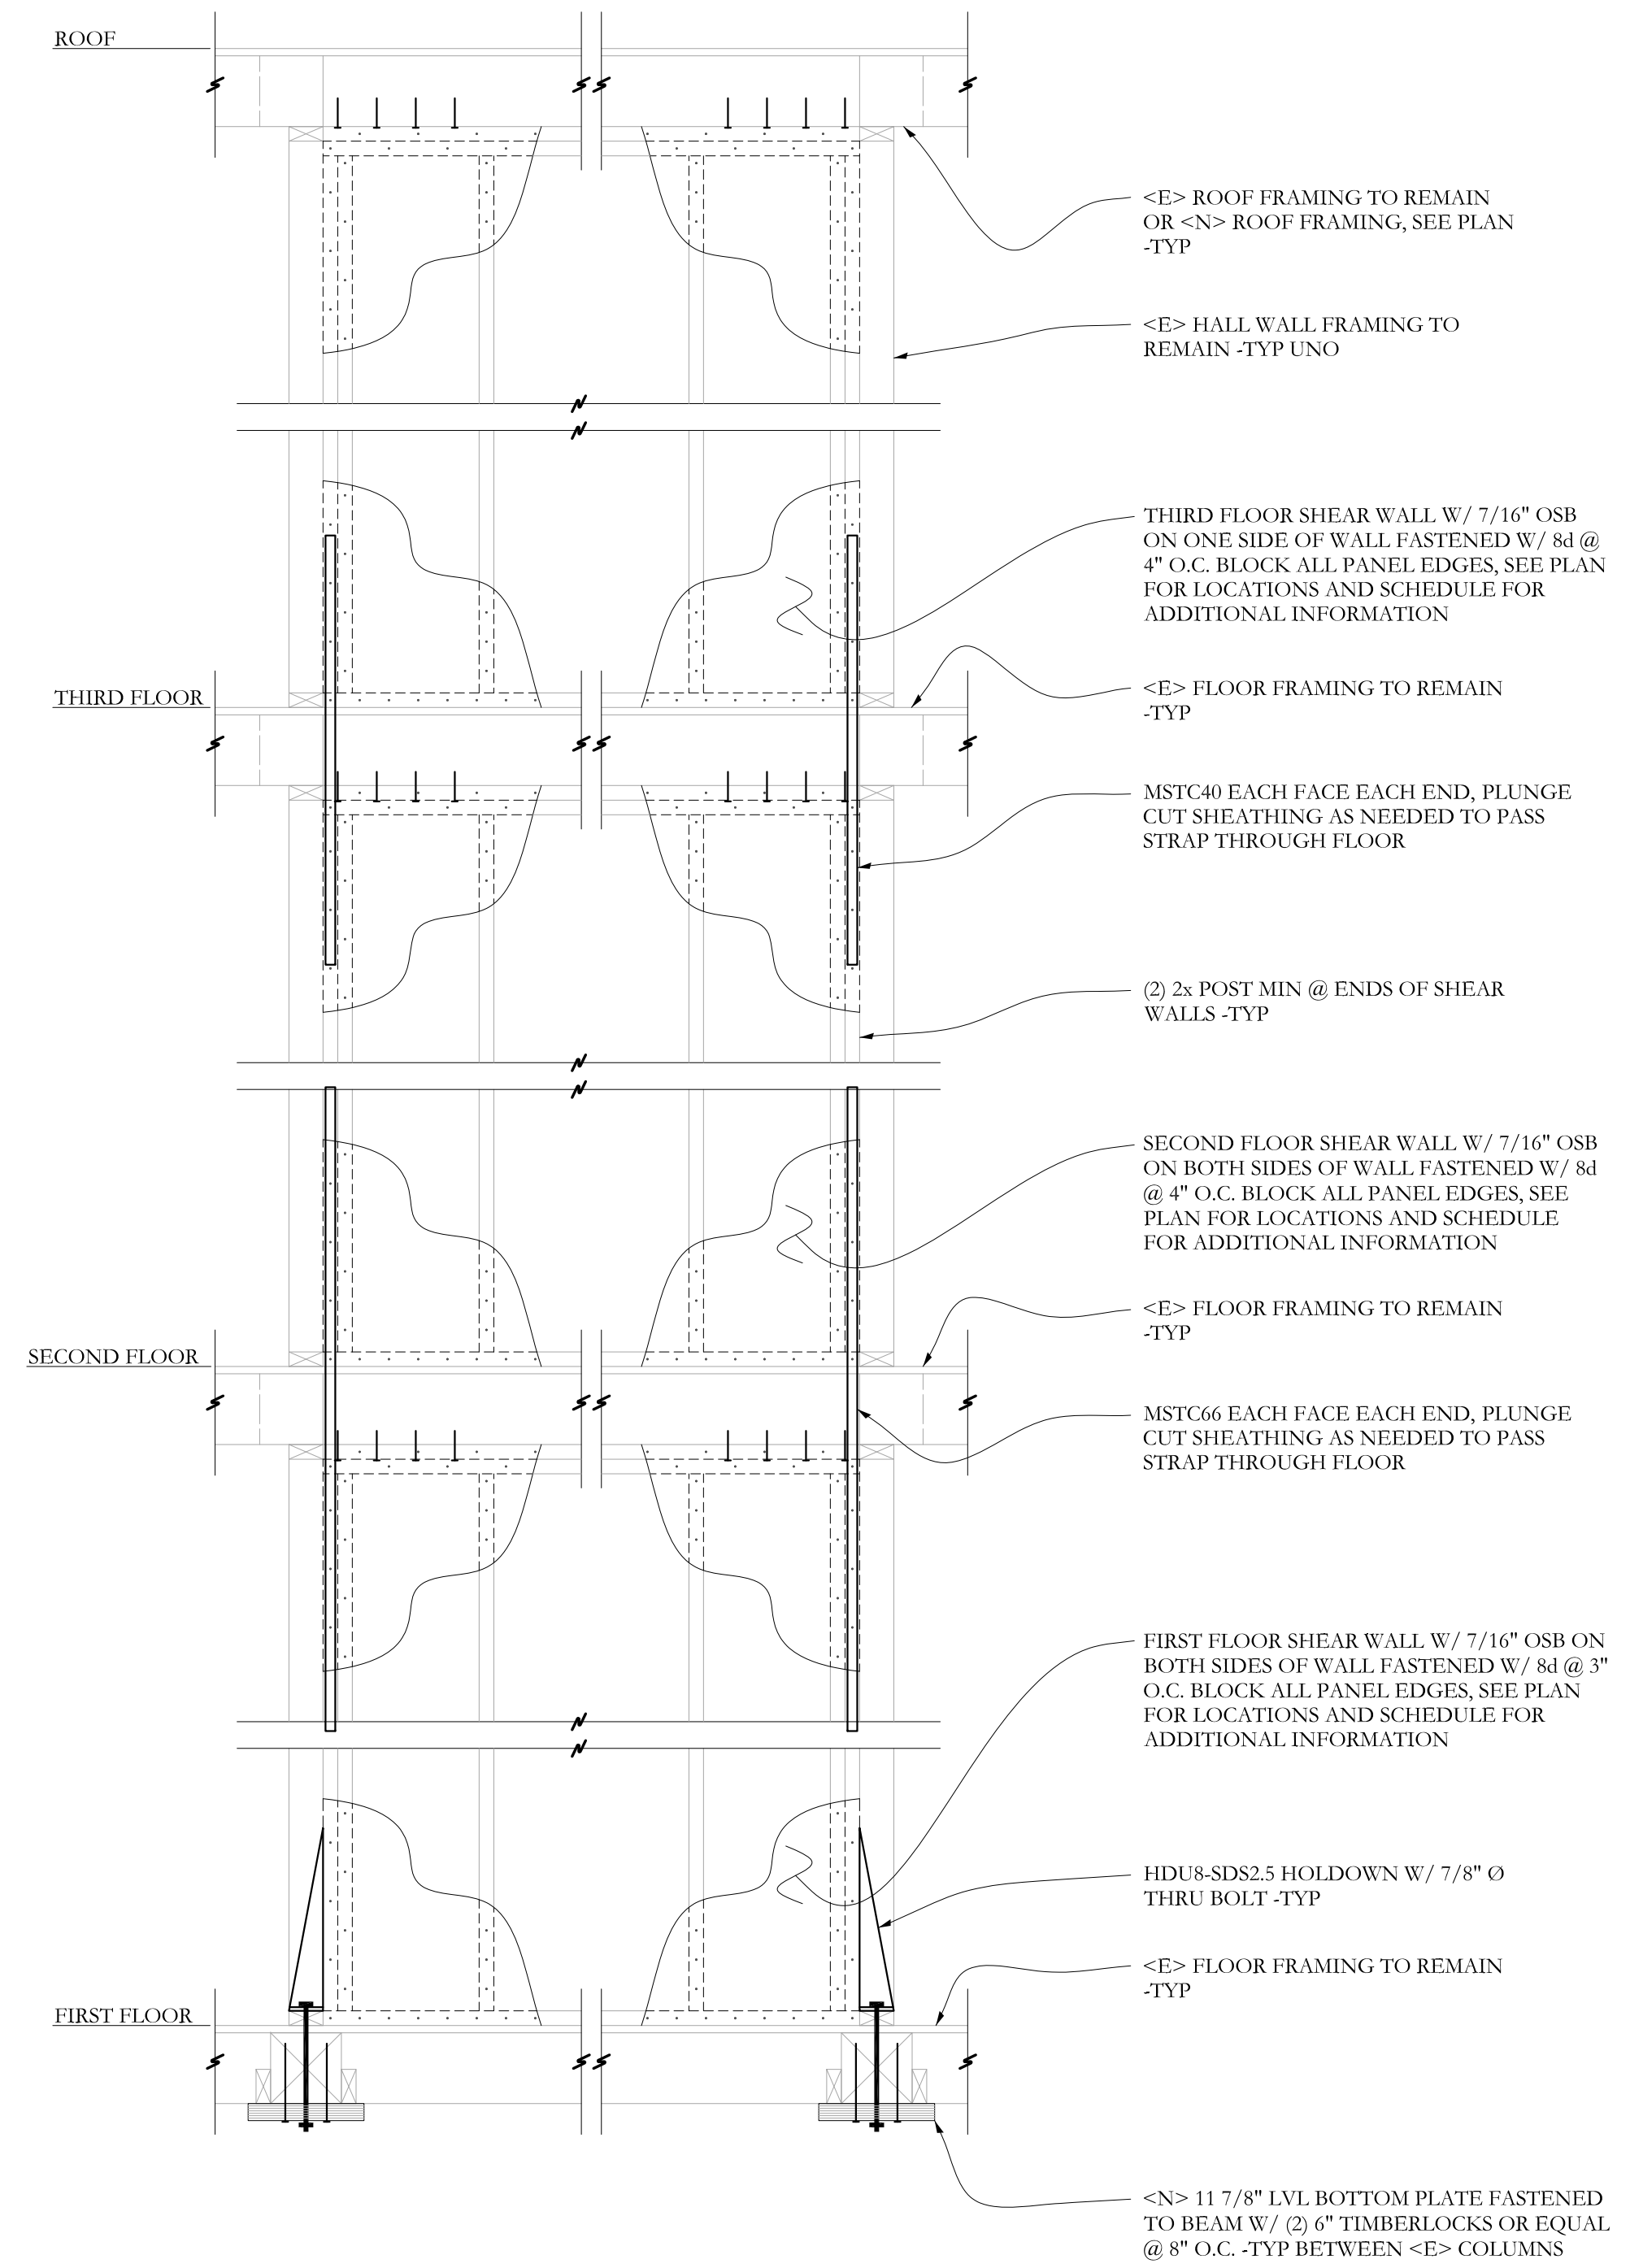 ROOF
<E> ROOF FRAMING TO REMAIN
OR <N> ROOF FRAMING, SEE PLAN
-TYP
<E> HALL WALL FRAMING TO
REMAIN -TYP UNO
THIRD FLOOR SHEAR WALL W/ 7/16" OSB
ON ONE SIDE OF WALL FASTENED W/ 8d @
4" O.C. BLOCK ALL PANEL EDGES, SEE PLAN
FOR LOCATIONS AND SCHEDULE FOR
ADDITIONAL INFORMATION
THIRD FLOOR
<E> FLOOR FRAMING TO REMAIN
-TYP
MSTC40 EACH FACE EACH END, PLUNGE
CUT SHEATHING AS NEEDED TO PASS
STRAP THROUGH FLOOR
(2) 2x POST MIN @ ENDS OF SHEAR
WALLS -TYP
SECOND FLOOR SHEAR WALL W/ 7/16" OSB
ON BOTH SIDES OF WALL FASTENED W/ 8d
@ 4" O.C. BLOCK ALL PANEL EDGES, SEE
PLAN FOR LOCATIONS AND SCHEDULE
FOR ADDITIONAL INFORMATION
<E> FLOOR FRAMING TO REMAIN
-TYP
SECOND FLOOR
MSTC66 EACH FACE EACH END, PLUNGE
CUT SHEATHING AS NEEDED TO PASS
STRAP THROUGH FLOOR
FIRST FLOOR SHEAR WALL W/ 7/16" OSB ON
BOTH SIDES OF WALL FASTENED W/ 8d @ 3"
O.C. BLOCK ALL PANEL EDGES, SEE PLAN
FOR LOCATIONS AND SCHEDULE FOR
ADDITIONAL INFORMATION
HDU8-SDS2.5 HOLDOWN W/ 7/8" Ø
THRU BOLT -TYP
<E> FLOOR FRAMING TO REMAIN
-TYP
FIRST FLOOR
<N> 11 7/8" LVL BOTTOM PLATE FASTENED
TO BEAM W/ (2) 6" TIMBERLOCKS OR EQUAL
@ 8" O.C. -TYP BETWEEN <E> COLUMNS